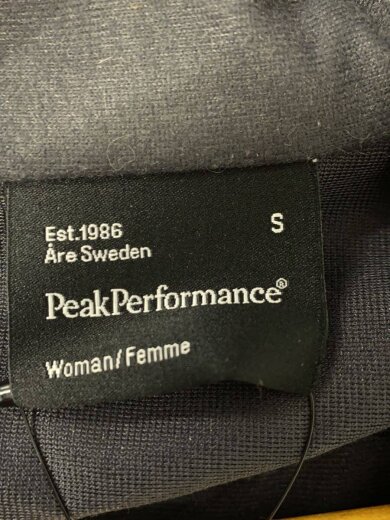 Est.1986 S
Åre Sweden
PeakPerformance®
Woman/Femme